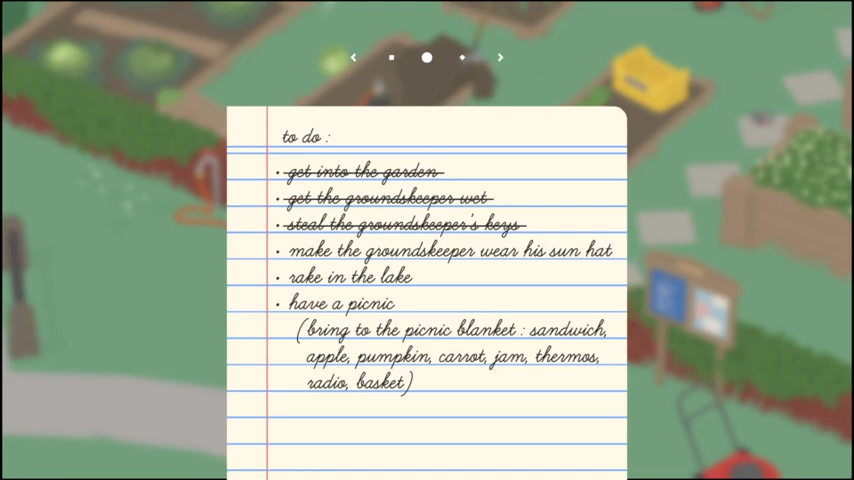 to do :
• get into the garden
• get the groundskeeper wet
• steal the groundskeeper's keys
• make the groundskeeper wear his sun hat
• rake in the lake
• have a picnic
(bring to the picnic blanket : sandwich,
apple, pumpkin, carrot, jam, thermos,
radio, basket)